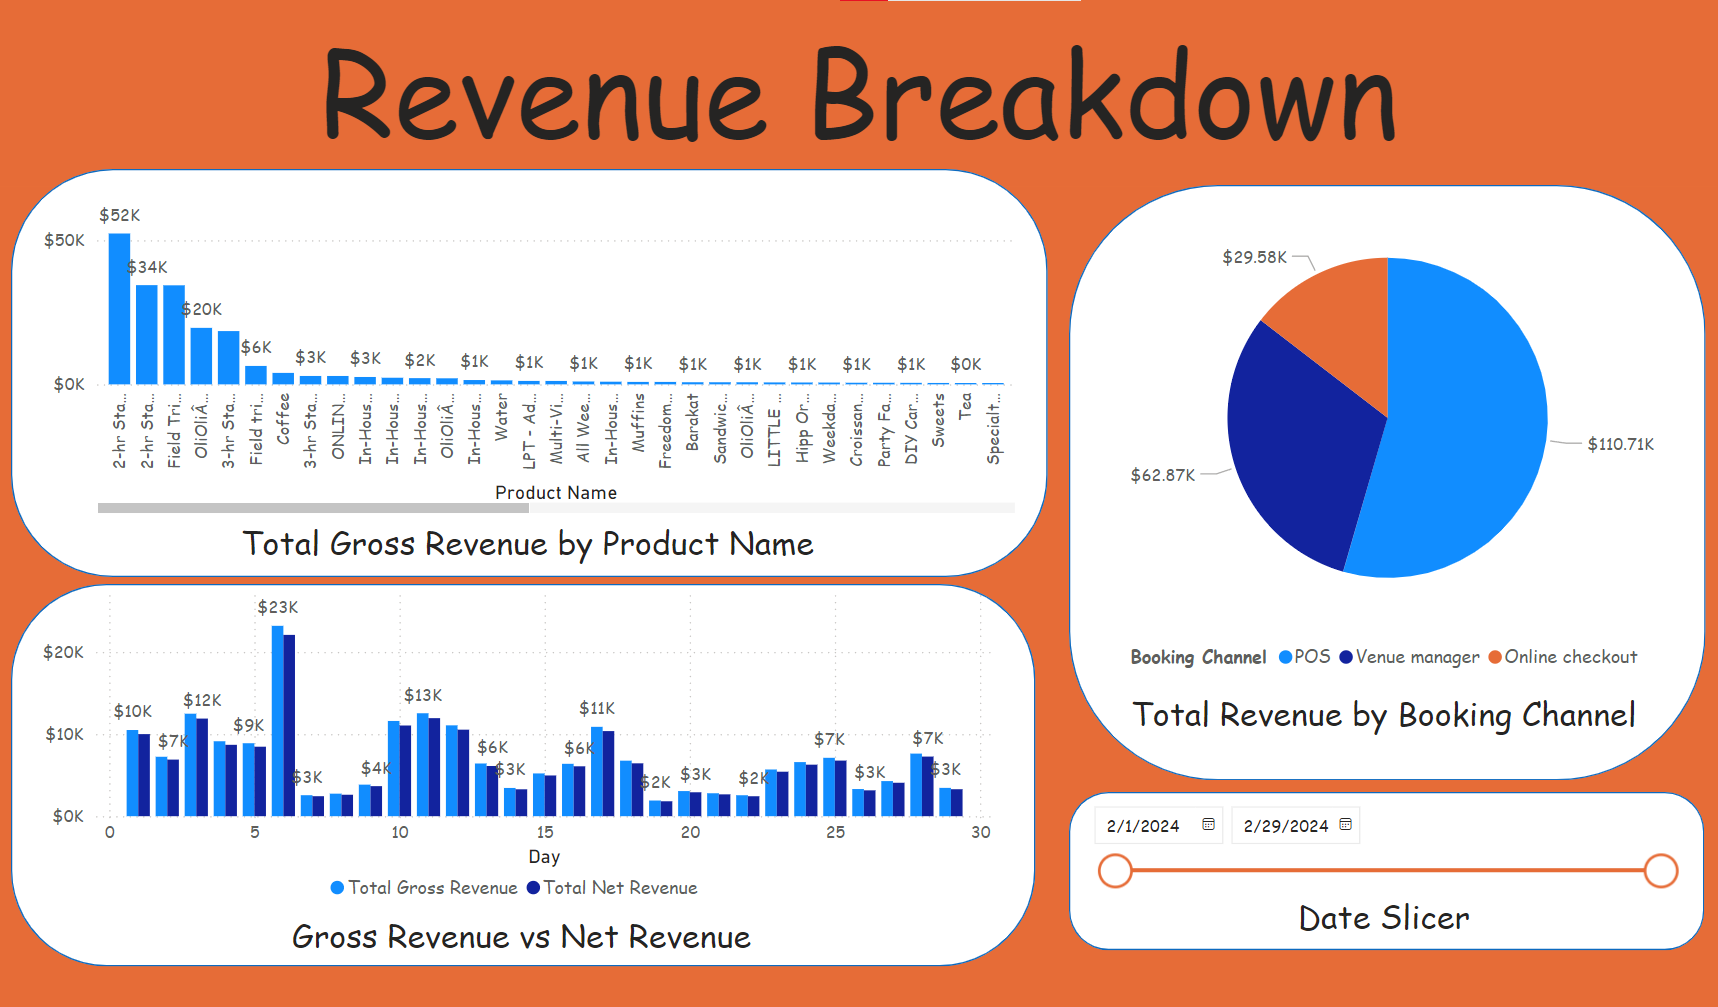 Revenue Breakdown
$52K
$50K
$34K
$20K
$6K
$3K
$3K
$2K
$1K
$1K
$1K
$1K
$1K
$1K
$1K
$1K
$1K
$0K
$0K
2-hr Sta...
2-hr Sta...
Field Tri...
OliOliÂ...
3-hr Sta...
Field tri...
Coffee
3-hr Sta...
ONLIN...
In-Hous...
In-Hous...
In-Hous...
OliOliÂ...
In-Hous...
Water
LPT - Ad...
Multi-Vi...
All Wee...
In-Hous...
Muffins
Freedom...
Barakat
Sandwic...
OliOliÂ...
LITTLE ...
Hipp Or...
Weekda...
Croissan...
Party Fa...
DIY Car...
Sweets
Tea
Specialt...
Product Name
Total Gross Revenue by Product Name
$23K
$20K
$13K
$12K
$11K
$10K
$10K
$9K
$7K
$7K
$7K
$6K
$6K
$3K
$4K
$3K
$2K
$3K
$2K
$3K
$3K
$0K
0 5 10 15 20 25 30
Day
Total Gross Revenue Total Net Revenue
Gross Revenue vs Net Revenue
$29.58K
$110.71K
$62.87K
Booking Channel POS Venue manager Online checkout
Total Revenue by Booking Channel
2/1/2024 2/29/2024
Date Slicer